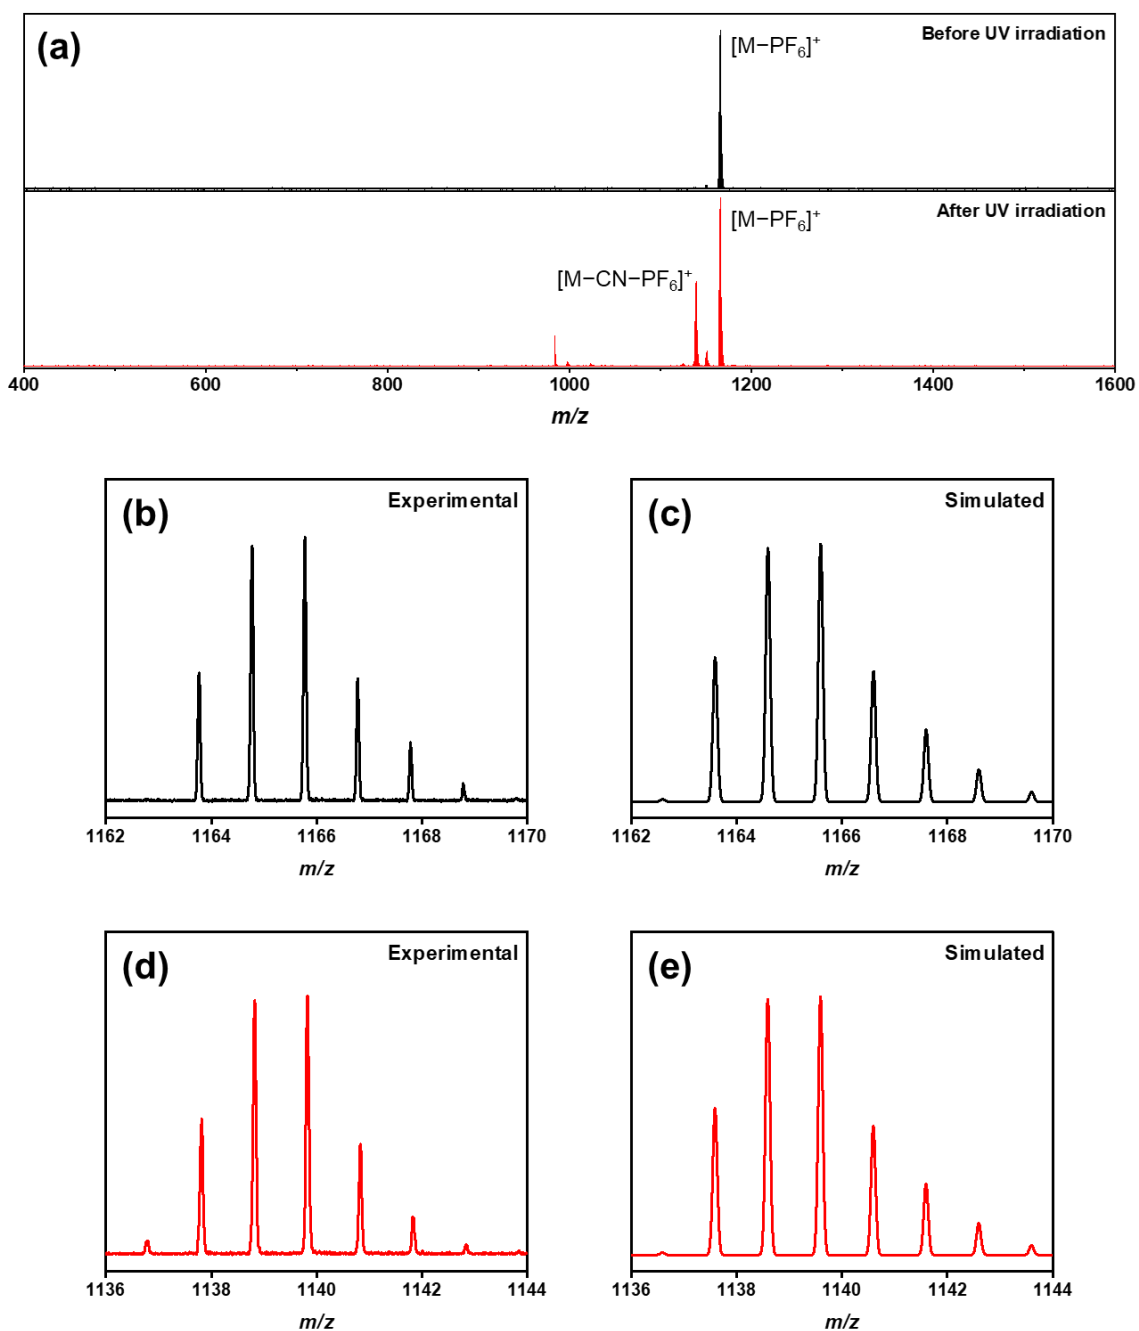 (a)
Before UV irradiation
[M−PF6]+
After UV irradiation
[M−PF6]+
[M−CN−PF6]+
400 600 800 1000 1200 1400 1600
m/z
(b) Experimental
1162 1164 1166 1168 1170
m/z
(c) Simulated
1162 1164 1166 1168 1170
m/z
(d) Experimental
1136 1138 1140 1142 1144
m/z
(e) Simulated
1136 1138 1140 1142 1144
m/z